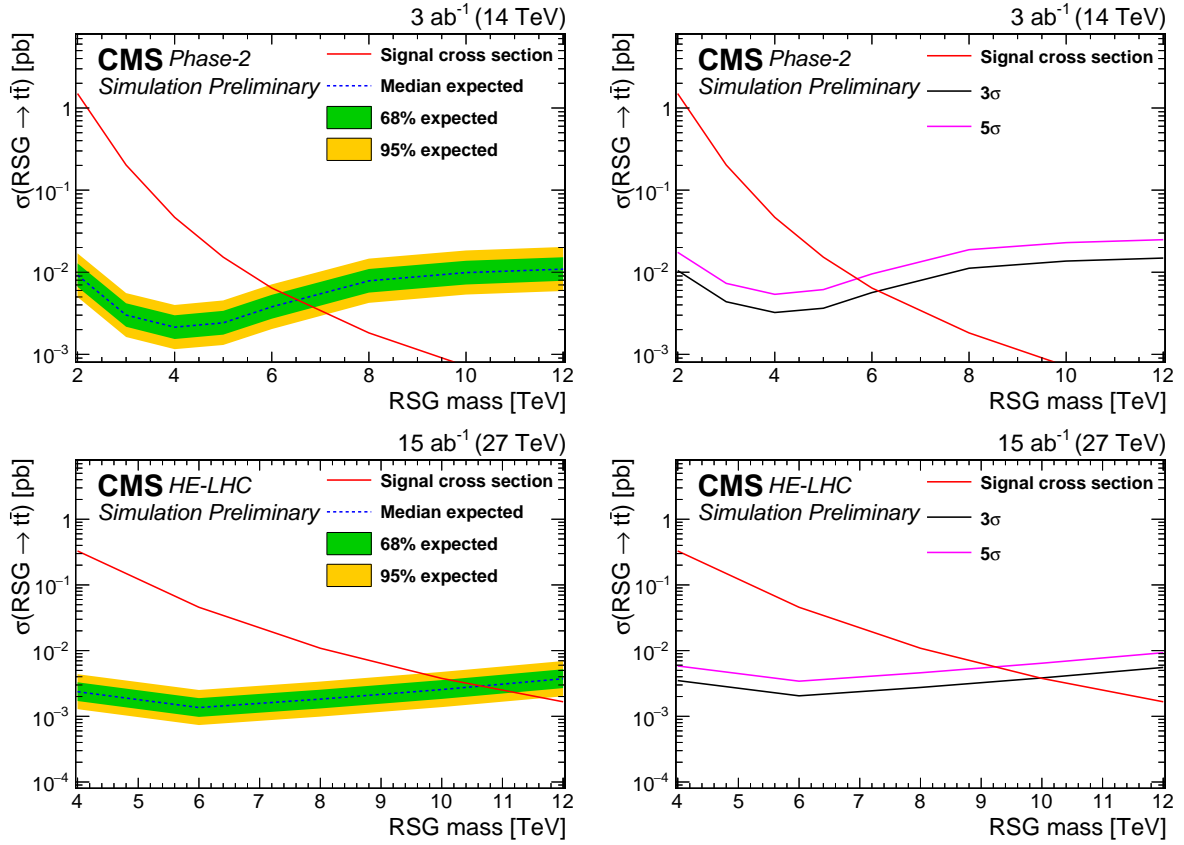 3 ab⁻¹ (14 TeV)
CMS Phase-2
Simulation Preliminary
Signal cross section
Median expected
68% expected
95% expected
σ(RSG → tt̄) [pb]
1
10⁻¹
10⁻²
10⁻³
2 4 6 8 10 12
RSG mass [TeV]
3 ab⁻¹ (14 TeV)
CMS Phase-2
Simulation Preliminary
Signal cross section
3σ
5σ
σ(RSG → tt̄) [pb]
1
10⁻¹
10⁻²
10⁻³
2 4 6 8 10 12
RSG mass [TeV]
15 ab⁻¹ (27 TeV)
CMS HE-LHC
Simulation Preliminary
Signal cross section
Median expected
68% expected
95% expected
σ(RSG → tt̄) [pb]
1
10⁻¹
10⁻²
10⁻³
10⁻⁴
4 5 6 7 8 9 10 11 12
RSG mass [TeV]
15 ab⁻¹ (27 TeV)
CMS HE-LHC
Simulation Preliminary
Signal cross section
3σ
5σ
σ(RSG → tt̄) [pb]
1
10⁻¹
10⁻²
10⁻³
10⁻⁴
4 5 6 7 8 9 10 11 12
RSG mass [TeV]